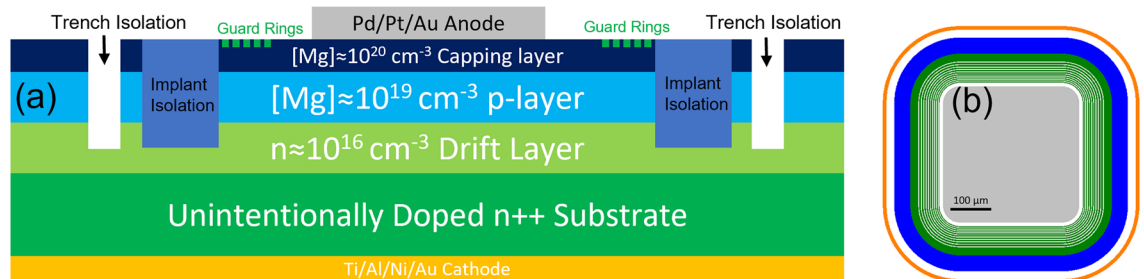 Trench Isolation
Guard Rings
Pd/Pt/Au Anode
Guard Rings
Trench Isolation
(a)
Implant
Isolation
[Mg]≈10²⁰ cm⁻³ Capping layer
Implant
Isolation
[Mg]≈10¹⁹ cm⁻³ p-layer
n≈10¹⁶ cm⁻³ Drift Layer
Unintentionally Doped n++ Substrate
Ti/Al/Ni/Au Cathode
(b)
100 μm